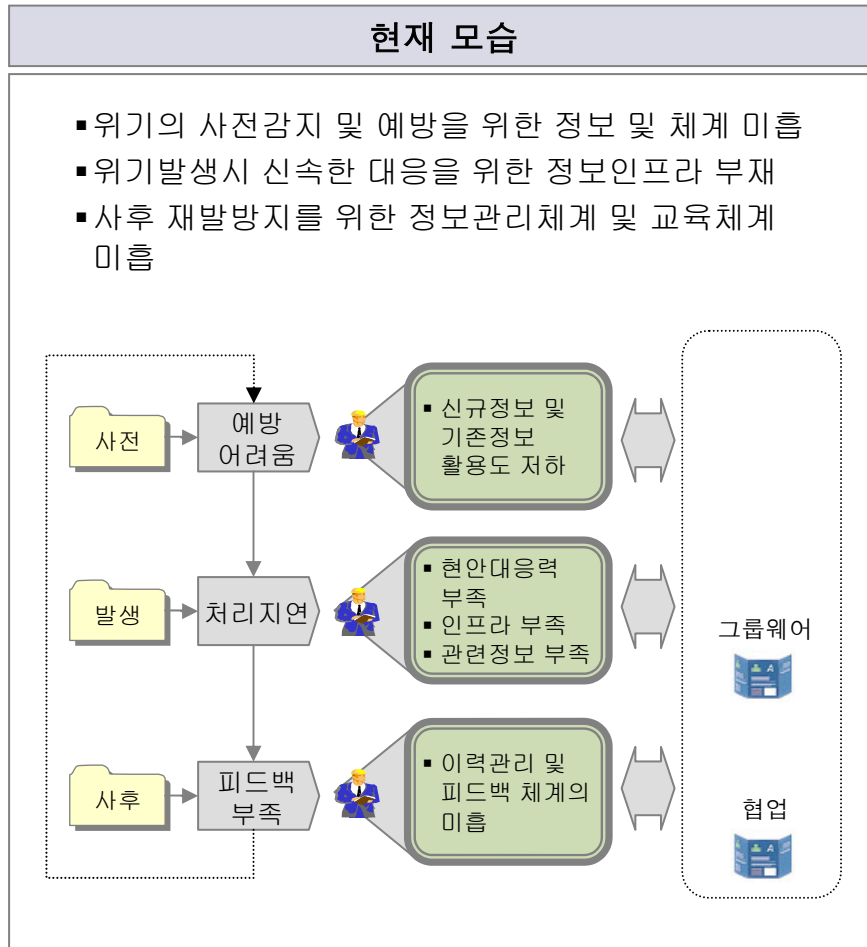 현재 모습
▪위기의 사전감지 및 예방을 위한 정보 및 체계 미흡
▪위기발생시 신속한 대응을 위한 정보인프라 부재
▪사후 재발방지를 위한 정보관리체계 및 교육체계
미흡
사전
예방
어려움
▪ 신규정보 및
기존정보
활용도 저하
발생
처리지연
▪ 현안대응력
부족
▪ 인프라 부족
▪ 관련정보 부족
그룹웨어
사후
피드백
부족
▪ 이력관리 및
피드백 체계의
미흡
협업